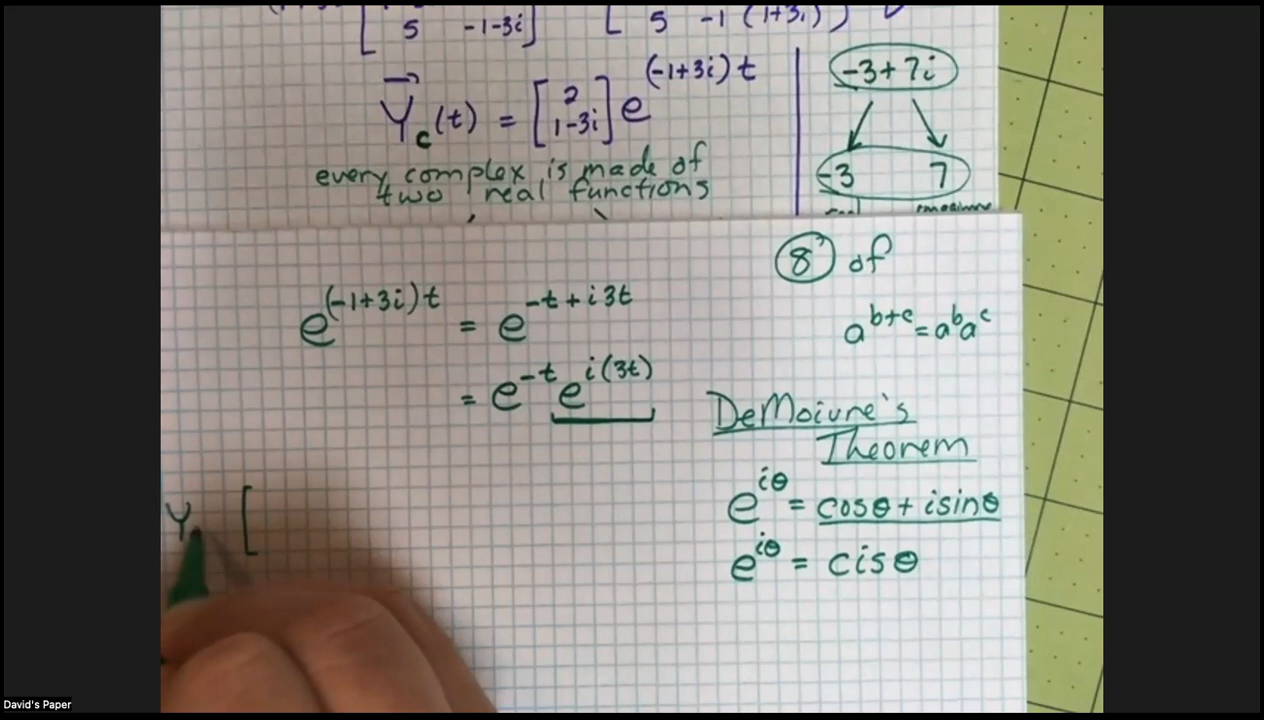 5 -1-3i] [ 5 -1 (1+3i)
Y⃗c(t) = [2 1-3i] e^(-1+3i)t
every complex is made of
two real functions
-3+7i
-3 7
8 of
e^(-1+3i)t = e^-t+i3t
a^b+c = a^b a^c
= e^-t e^i(3t)
DeMoivre's
Theorem
e^iθ = cosθ + isinθ
e^iθ = cisθ
Y [
David's Paper